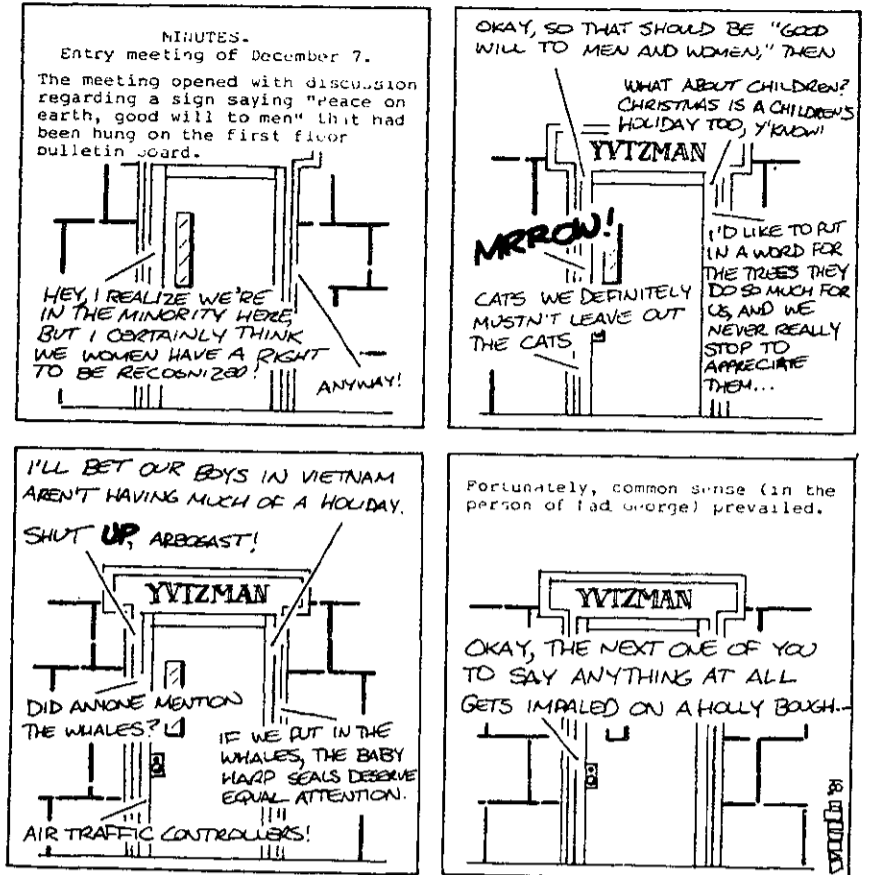 MINUTES.
Entry meeting of December 7.
The meeting opened with discussion
regarding a sign saying "Peace on
earth, good will to men" that had
been hung on the first floor
bulletin board.
HEY, I REALIZE WE'RE
IN THE MINORITY HERE,
BUT I CERTAINLY THINK
WE WOMEN HAVE A RIGHT
TO BE RECOGNIZED!
ANYWAY!
OKAY, SO THAT SHOULD BE "GOOD
WILL TO MEN AND WOMEN," THEN
WHAT ABOUT CHILDREN?
CHRISTMAS IS A CHILDREN'S
HOLIDAY TOO, Y'KNOW!
YVTZMAN
MRROW!
CATS WE DEFINITELY
MUSTN'T LEAVE OUT
THE CATS
I'D LIKE TO PUT
IN A WORD FOR
THE TREES THEY
DO SO MUCH FOR
US, AND WE
NEVER REALLY
STOP TO
APPRECIATE
THEM...
I'LL BET OUR BOYS IN VIETNAM
AREN'T HAVING MUCH OF A HOLIDAY.
SHUT UP, ARBOGAST!
YVTZMAN
DID ANYONE MENTION
THE WHALES?
IF WE PUT IN THE
WHALES, THE BABY
HARP SEALS DESERVE
EQUAL ATTENTION.
AIR TRAFFIC CONTROLLERS!
Fortunately, common sense (in the
person of Mad George) prevailed.
YVTZMAN
OKAY, THE NEXT ONE OF YOU
TO SAY ANYTHING AT ALL
GETS IMPALED ON A HOLLY BOUGH...